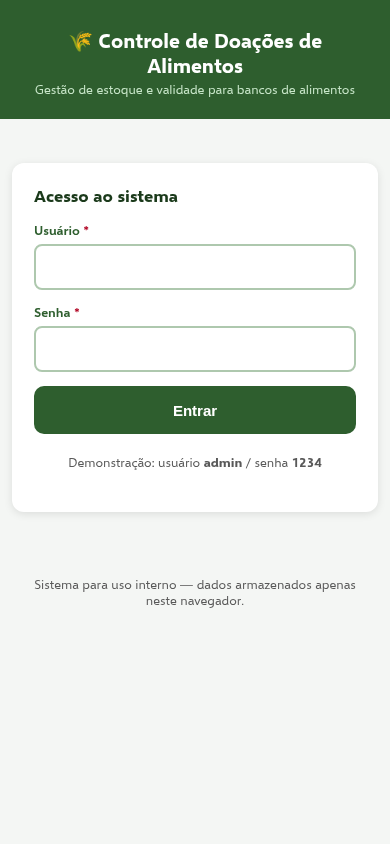 🌾 Controle de Doações de
Alimentos
Gestão de estoque e validade para bancos de alimentos
Acesso ao sistema
Usuário *
Senha *
Entrar
Demonstração: usuário admin / senha 1234
Sistema para uso interno — dados armazenados apenas
neste navegador.